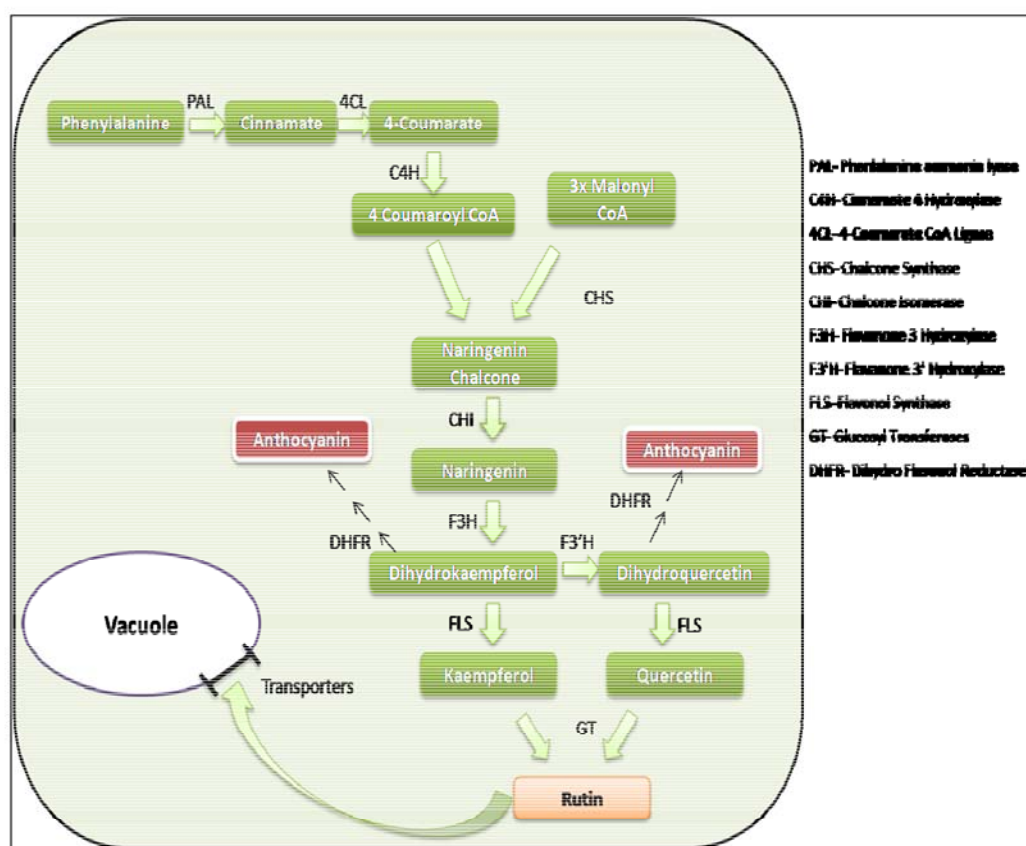 PAL
4CL
Phenylalanine
Cinnamate
4-Coumarate
C4H
3x Malonyl
CoA
4 Coumaroyl CoA
CHS
Naringenin
Chalcone
CHI
Anthocyanin
Anthocyanin
Naringenin
DHFR
F3H
DHFR
F3'H
Dihydrokaempferol
Dihydroquercetin
Vacuole
FLS
FLS
Transporters
Kaempferol
Quercetin
GT
Rutin
PAL- ammonia lyase
C4H- Cinnamate 4 Hydroxylase
4CL- 4-Coumarate CoA Ligase
CHS- Chalcone Synthase
CHI- Chalcone Isomerase
F3H- Flavanone 3 Hydroxylase
F3'H- Flavanone 3' Hydroxylase
FLS- Flavonol Synthase
GT- Glucosyl Transferases
DHFR- Dihydro Reductase